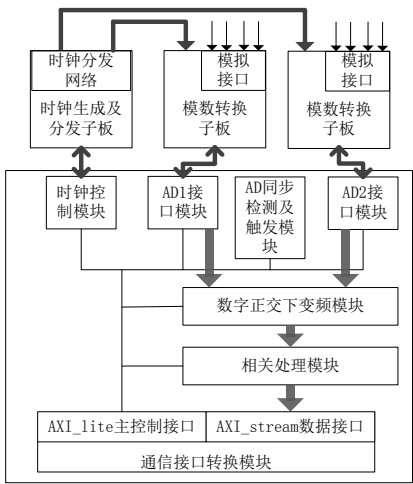 时钟分发
网络
时钟生成及
分发子板
模拟
接口
模数转换
子板
模拟
接口
模数转换
子板
时钟控
制模块
AD1接
口模块
AD同步
检测及
触发模
块
AD2接
口模块
数字正交下变频模块
相关处理模块
AXI_lite主控制接口
AXI_stream数据接口
通信接口转换模块